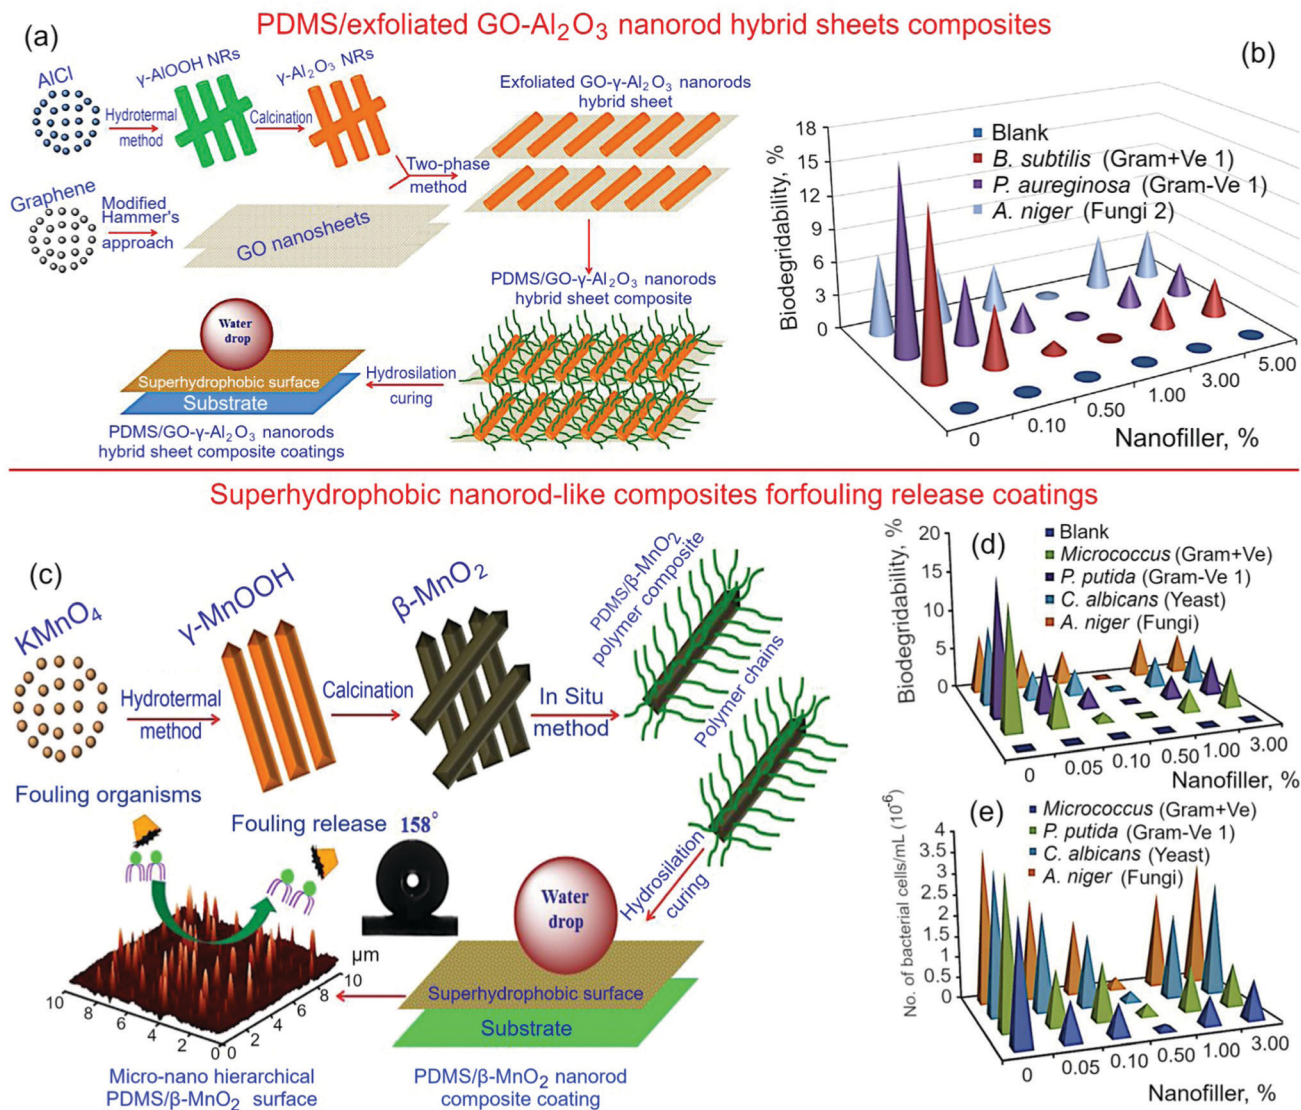 PDMS/exfoliated GO-Al₂O₃ nanorod hybrid sheets composites
(a)
AlCl
γ-AlOOH NRs
γ-Al₂O₃ NRs
Hydrotermal
method
Calcination
Graphene
Modified
Hammer's
approach
GO nanosheets
Two-phase
method
Exfoliated GO-γ-Al₂O₃ nanorods
hybrid sheet
PDMS/GO-γ-Al₂O₃ nanorods
hybrid sheet composite
Hydrosilation
curing
Water
drop
Superhydrophobic surface
Substrate
PDMS/GO-γ-Al₂O₃ nanorods
hybrid sheet composite coatings
(b)
Biodegridability, %
18
15
12
9
6
3
0
Blank
B. subtilis (Gram+Ve 1)
P. aureginosa (Gram-Ve 1)
A. niger (Fungi 2)
0
0.10
0.50
1.00
3.00
5.00
Nanofiller, %
Superhydrophobic nanorod-like composites forfouling release coatings
(c)
KMnO₄
γ-MnOOH
β-MnO₂
Hydrotermal
method
Calcination
In Situ
method
PDMS/β-MnO₂
polymer composite
Polymer chains
Hydrosilation
curing
Fouling organisms
Fouling release 158°
Water
drop
Superhydrophobic surface
Substrate
PDMS/β-MnO₂ nanorod
composite coating
µm
10
8
6
4
2
0
10
8
6
4
2
0
Micro-nano hierarchical
PDMS/β-MnO₂ surface
(d)
Biodegridability, %
20
15
10
5
0
Blank
Micrococcus (Gram+Ve)
P. putida (Gram-Ve 1)
C. albicans (Yeast)
A. niger (Fungi)
0
0.05
0.10
0.50
1.00
3.00
Nanofiller, %
(e)
No. of bacterial cells/mL (10⁻⁶)
4
3.5
3
2.5
2
1.5
1
0.5
0
Micrococcus (Gram+Ve)
P. putida (Gram-Ve 1)
C. albicans (Yeast)
A. niger (Fungi)
0
0.05
0.10
0.50
1.00
3.00
Nanofiller, %